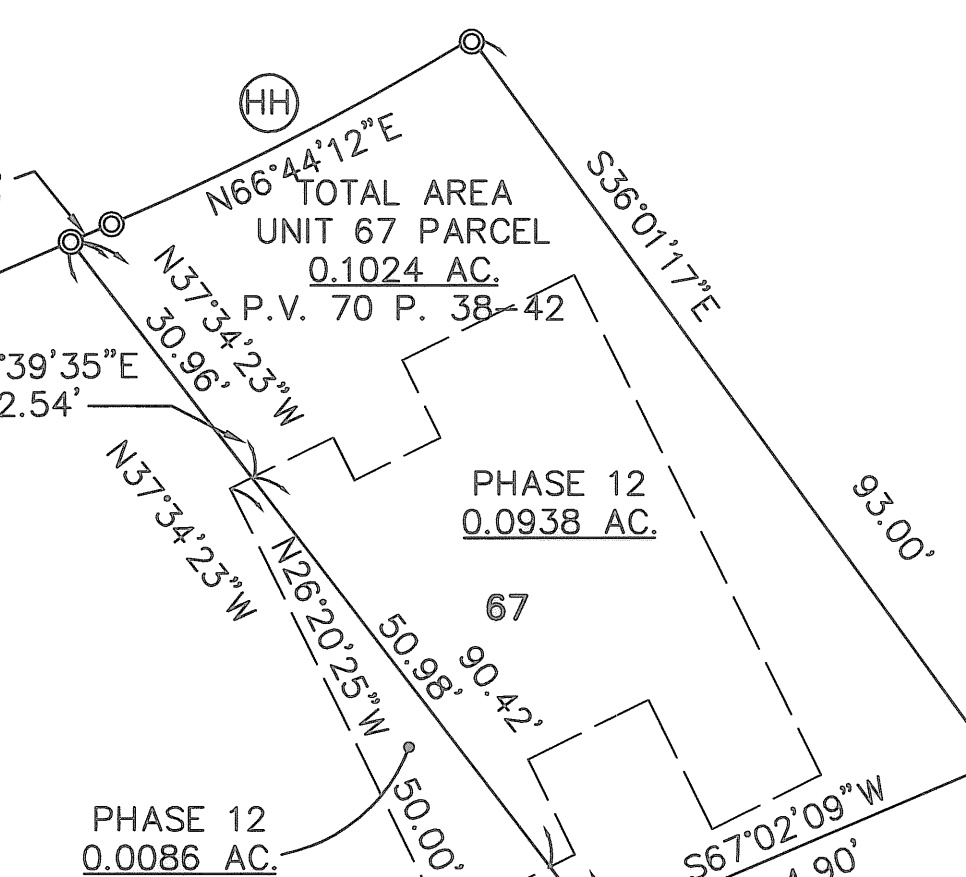 HH
N66°44'12"E
TOTAL AREA
UNIT 67 PARCEL
0.1024 AC.
P.V. 70 P. 38-42
S36°01'17"E
N37°34'23"W
30.96'
°39'35"E
2.54'
N37°34'23"W
PHASE 12
0.0938 AC.
93.00'
67
N26°20'25"W
50.98'
90.42'
50.00'
PHASE 12
0.0086 AC.
S67°02'09"W
4.90'